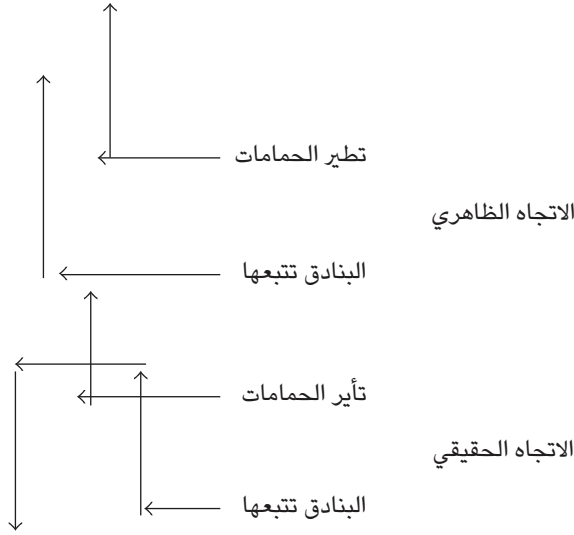 تطير الحمامات
الاتجاه الظاهري
البنادق تتبعها
تأير الحمامات
الاتجاه الحقيقي
البنادق تتبعها